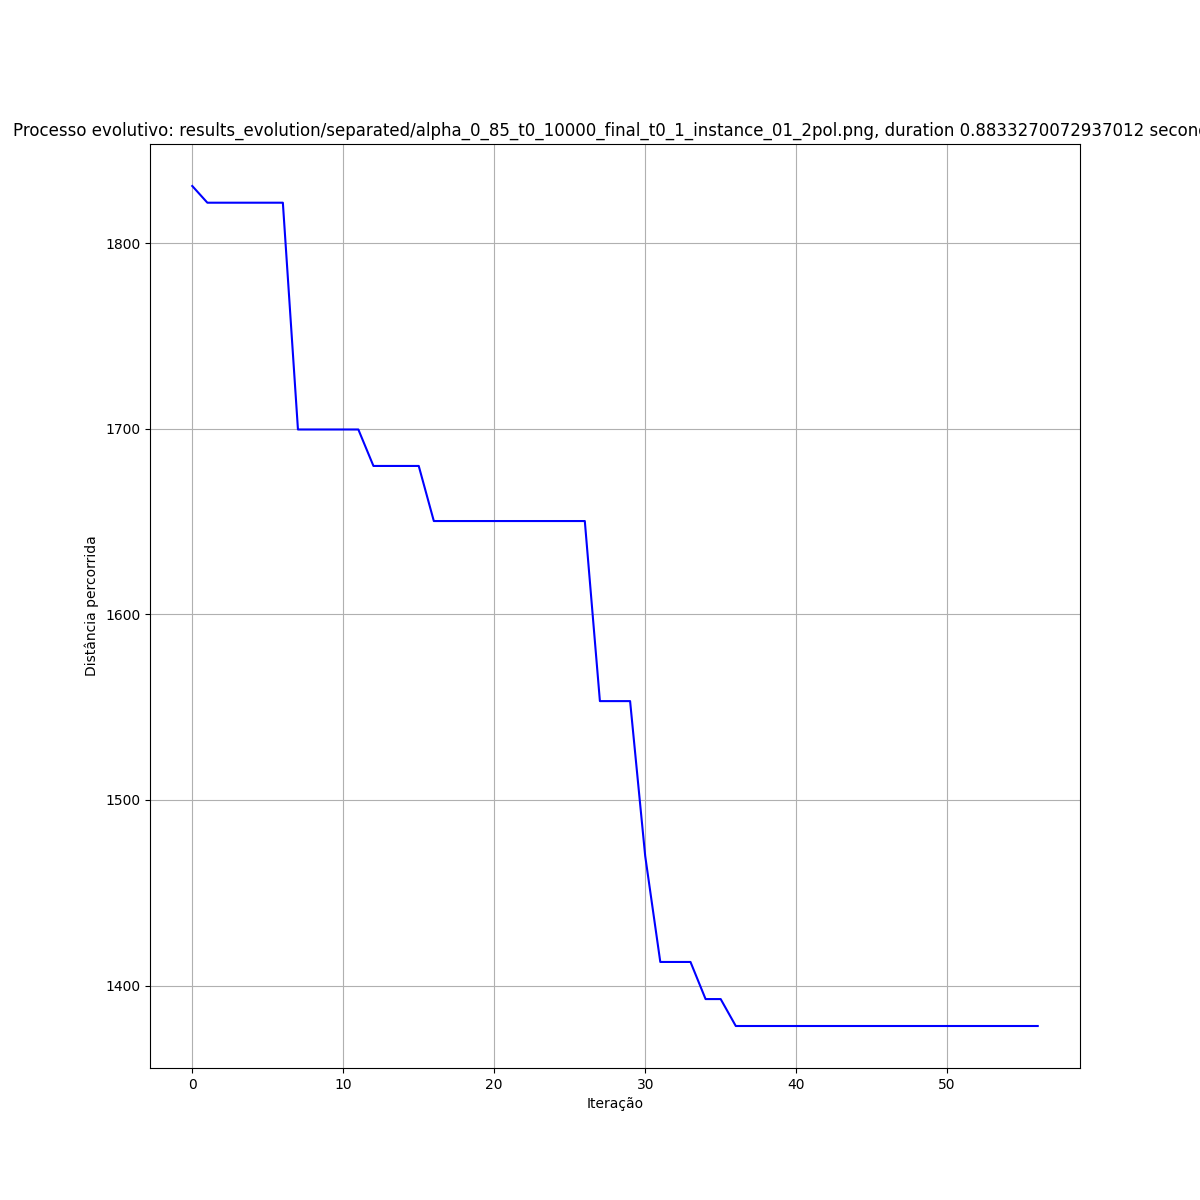 Processo evolutivo: results_evolution/separated/alpha_0_85_t0_10000_final_t0_1_instance_01_2pol.png, duration 0.8833270072937012
1800
1700
1600
1500
1400
Distância percorrida
0 10 20 30 40 50
Iteração